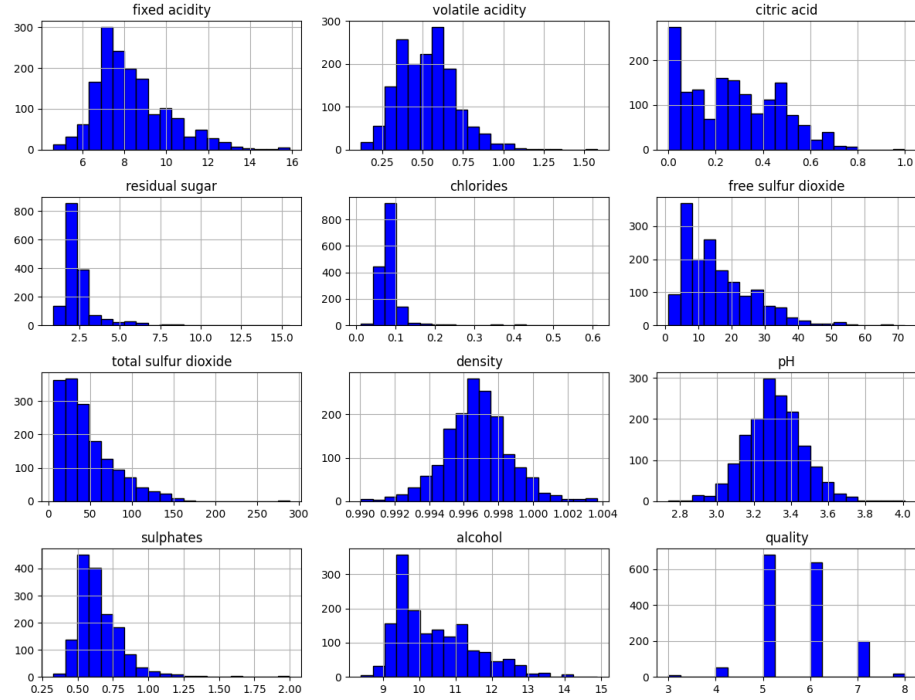 fixed acidity
300
200
100
0
6 8 10 12 14 16
volatile acidity
300
200
100
0
0.25 0.50 0.75 1.00 1.25 1.50
citric acid
200
100
0
0.0 0.2 0.4 0.6 0.8 1.0
residual sugar
800
600
400
200
0
2.5 5.0 7.5 10.0 12.5 15.0
chlorides
800
600
400
200
0
0.0 0.1 0.2 0.3 0.4 0.5 0.6
free sulfur dioxide
300
200
100
0
0 10 20 30 40 50 60 70
total sulfur dioxide
300
200
100
0
0 50 100 150 200 250 300
density
200
100
0
0.990 0.992 0.994 0.996 0.998 1.000 1.002 1.004
pH
300
200
100
0
2.8 3.0 3.2 3.4 3.6 3.8 4.0
sulphates
400
300
200
100
0
0.25 0.50 0.75 1.00 1.25 1.50 1.75 2.00
alcohol
300
200
100
0
9 10 11 12 13 14 15
quality
600
400
200
0
3 4 5 6 7 8